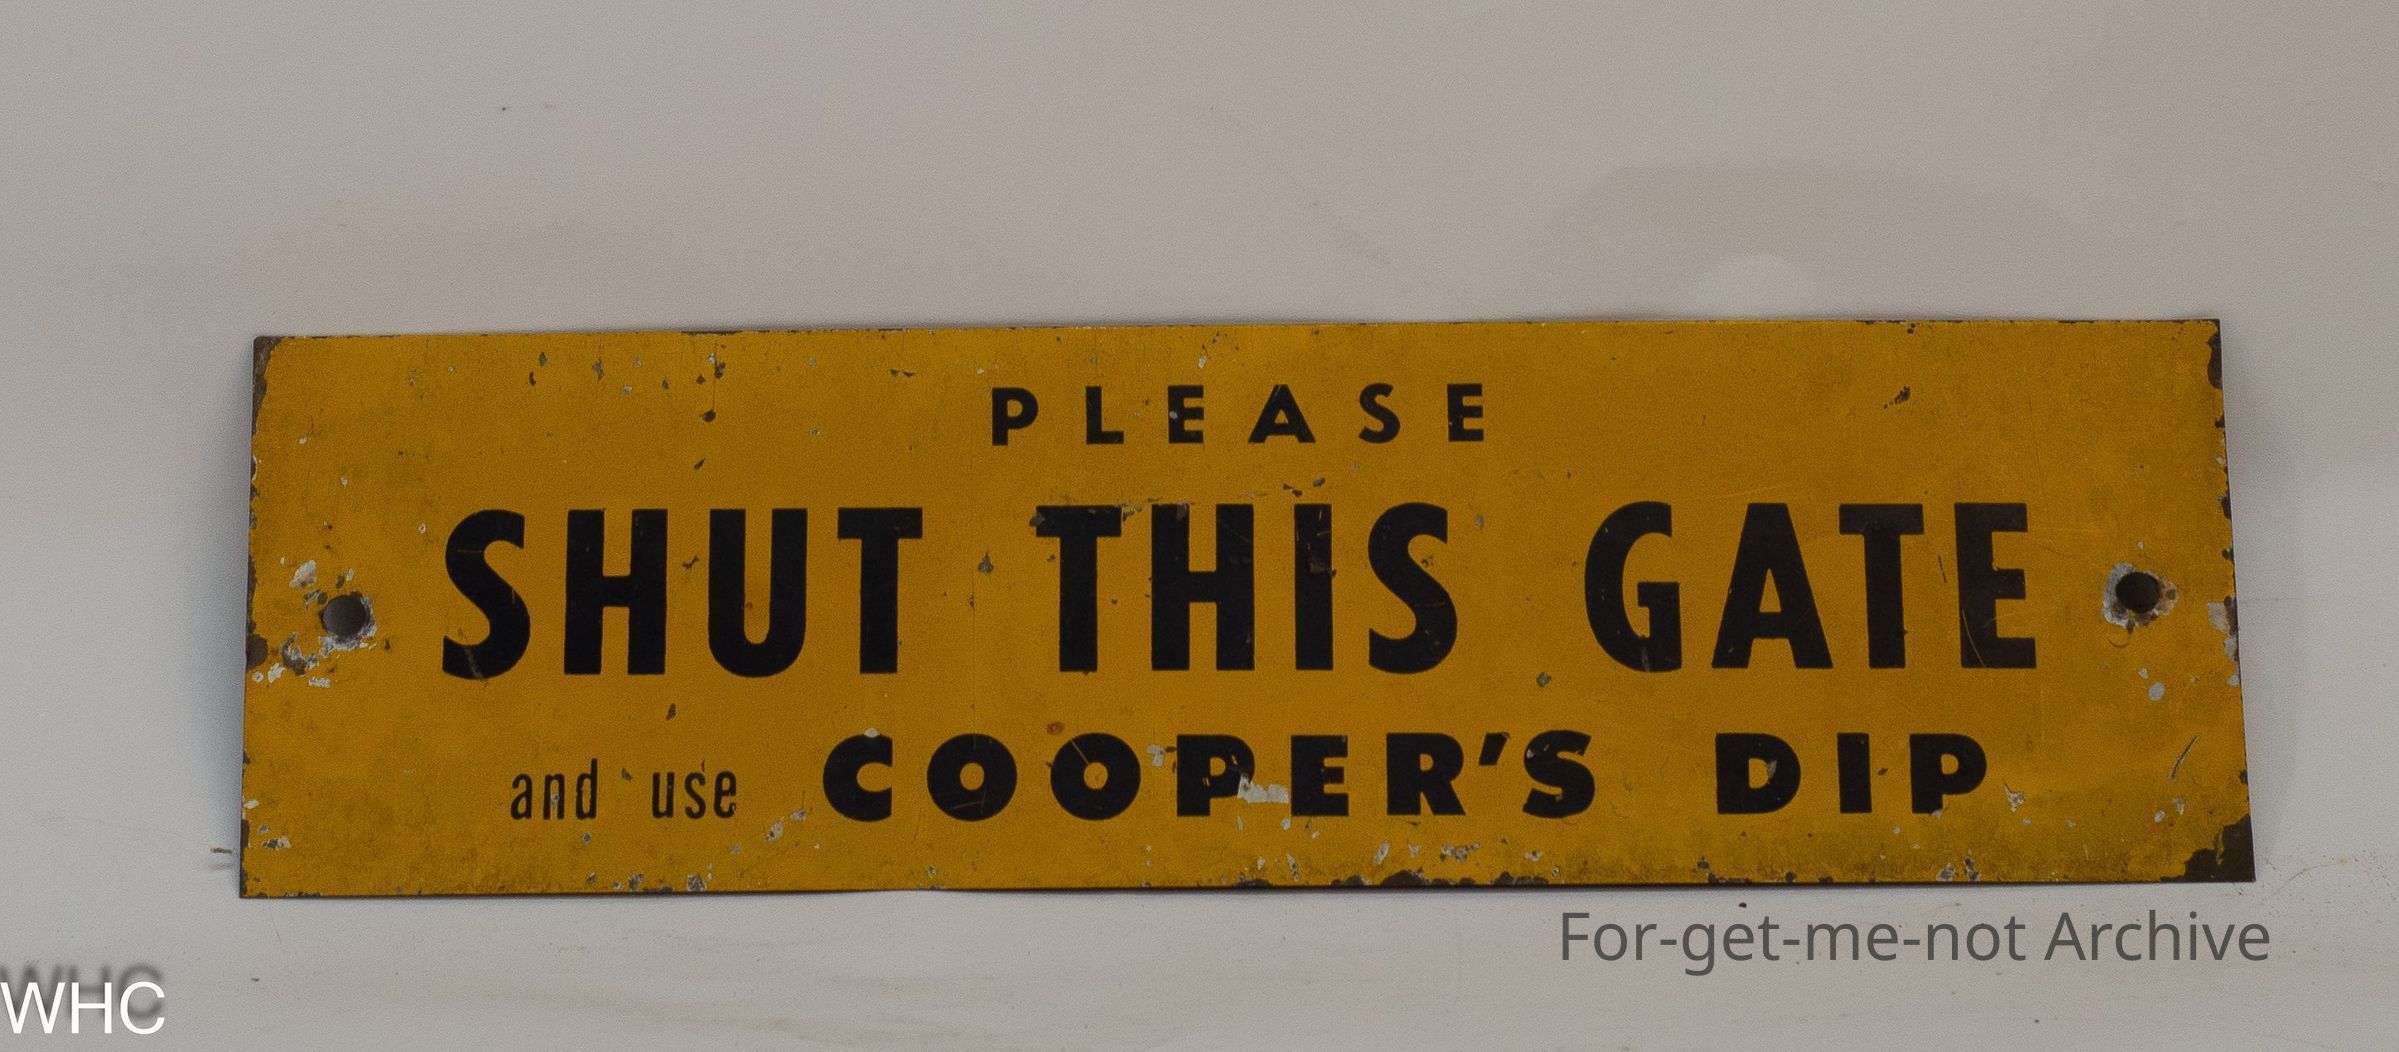 PLEASE
SHUT THIS GATE
and use COOPER'S DIP
For-get-me-not Archive
WHC